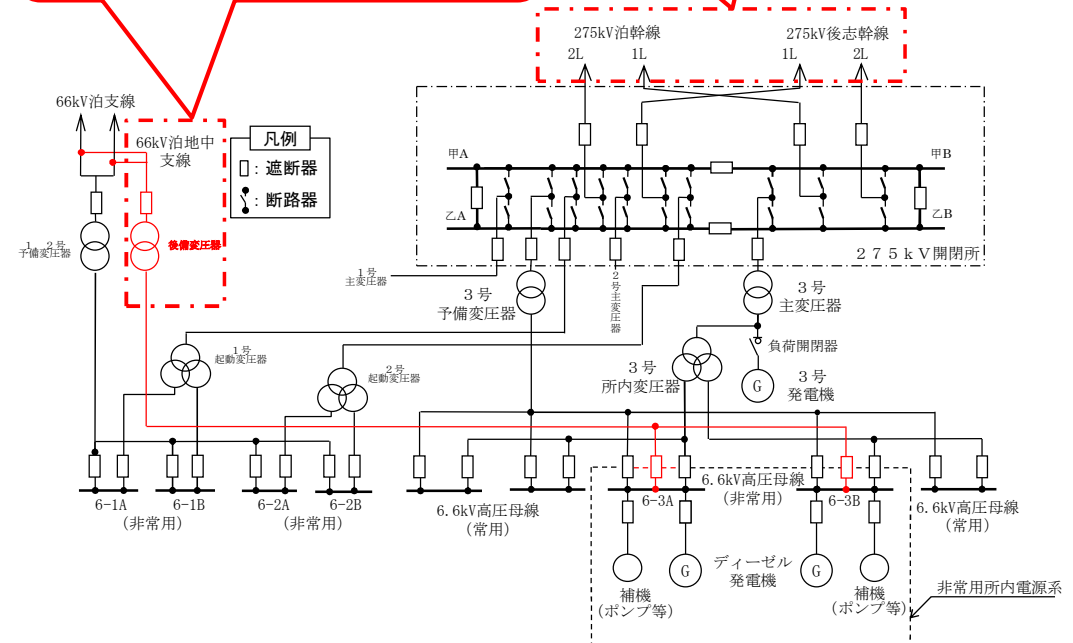 275kV泊幹線
275kV後志幹線
2L
1L
1L
2L
66kV泊支線
66kV泊地中
支線
凡例
：遮断器
：断路器
甲A
甲B
乙A
乙B
275kV開閉所
1，2号
予備変圧器
後備変圧器
1号
主変圧器
3号
予備変圧器
2号主変圧器
3号
主変圧器
負荷開閉器
1号
起動変圧器
2号
起動変圧器
3号
所内変圧器
G
3号
発電機
6-1A
6-1B
(非常用)
6-2A
6-2B
(非常用)
6.6kV高圧母線
(常用)
6-3A
6.6kV高圧母線
(非常用)
6-3B
6.6kV高圧母線
(常用)
G
ディーゼル
発電機
G
補機
(ポンプ等)
補機
(ポンプ等)
非常用所内電源系